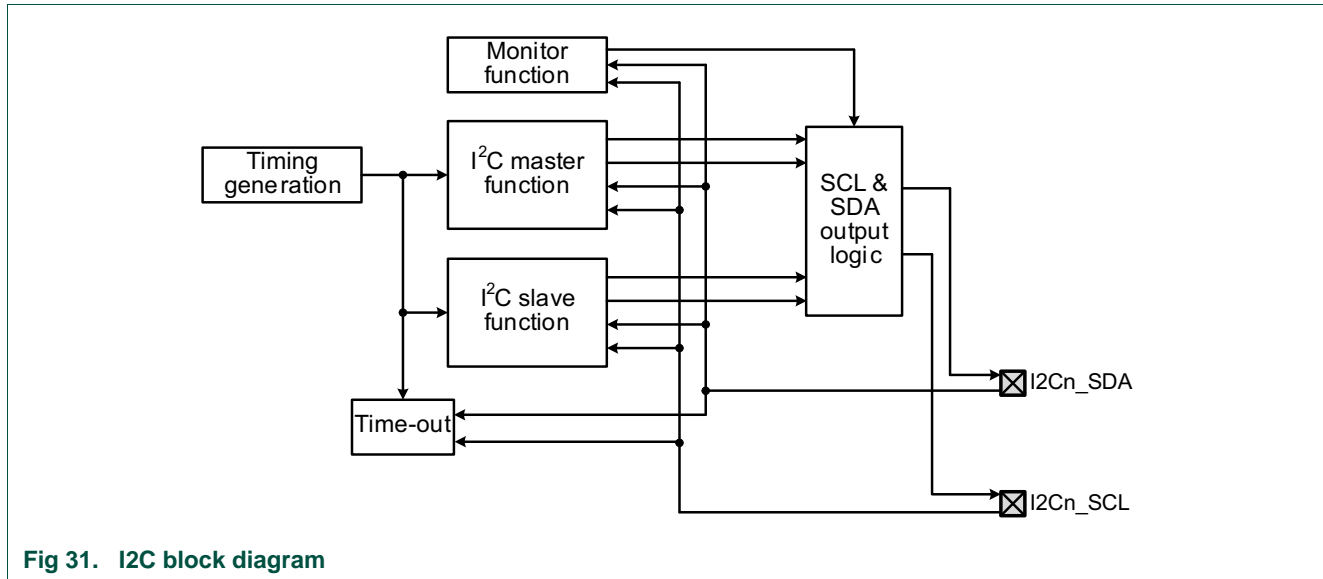 Monitor
function
Timing
generation
I²C master
function
SCL &
SDA
output
logic
I²C slave
function
Time-out
I2Cn_SDA
I2Cn_SCL
Fig 31. I2C block diagram